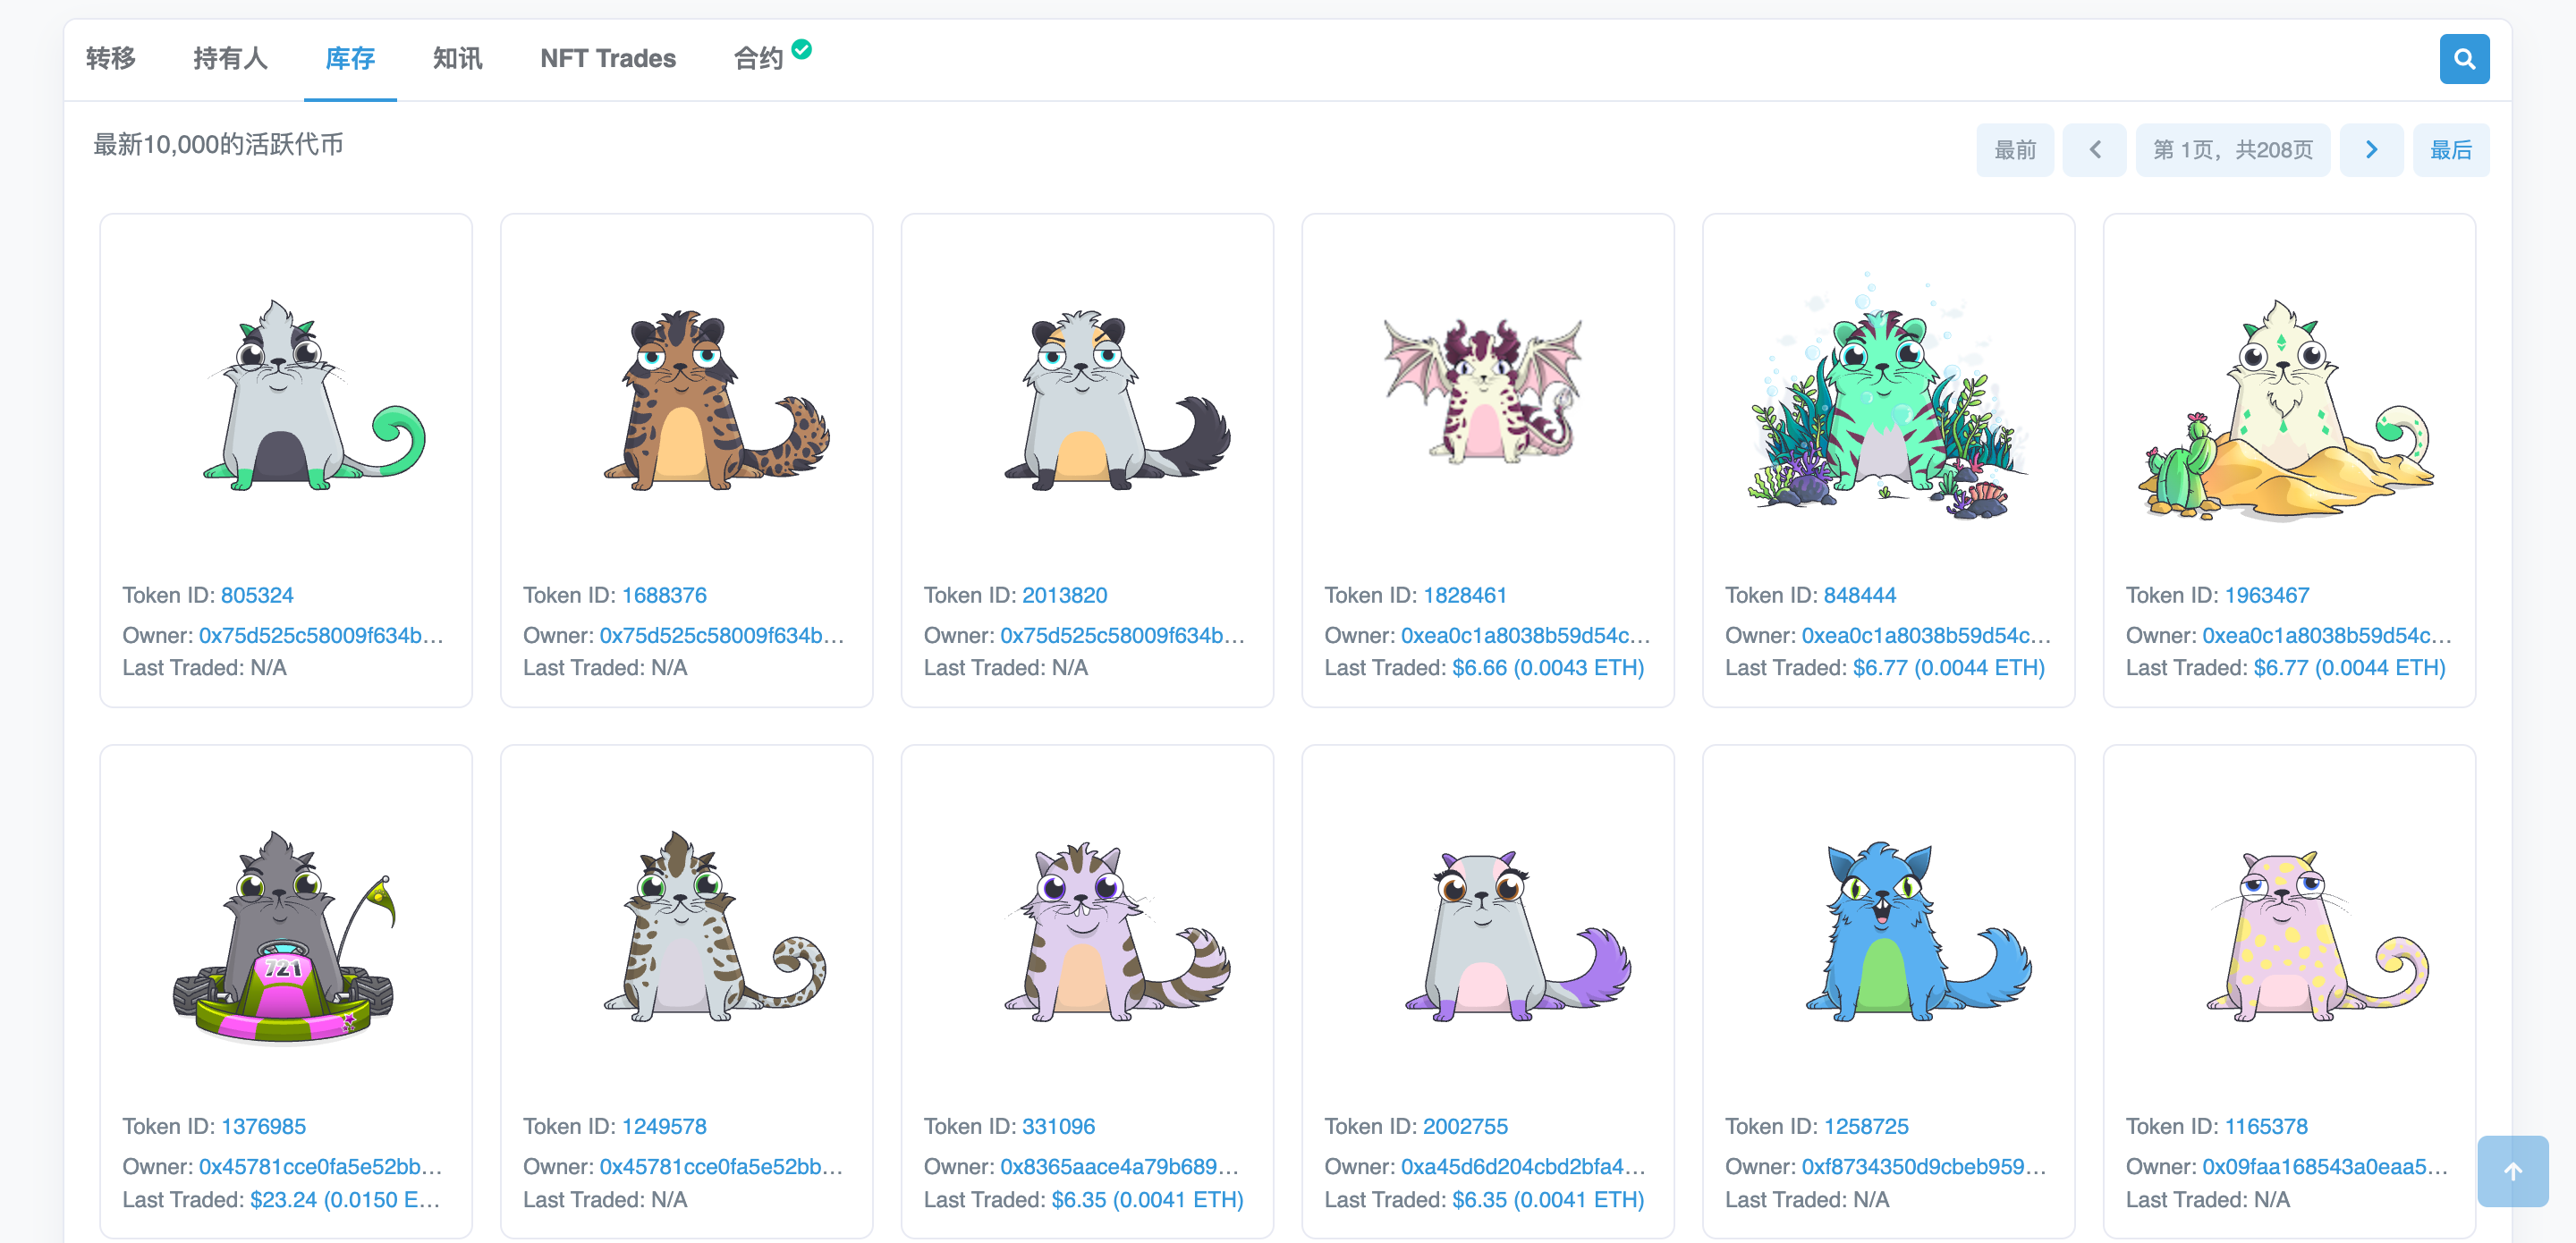 转移 持有人 库存 知讯 NFT Trades 合约
最新10,000的活跃代币
最前 第 1页，共208页 最后
Token ID: 805324
Owner: 0x75d525c58009f634b...
Last Traded: N/A
Token ID: 1688376
Owner: 0x75d525c58009f634b...
Last Traded: N/A
Token ID: 2013820
Owner: 0x75d525c58009f634b...
Last Traded: N/A
Token ID: 1828461
Owner: 0xea0c1a8038b59d54c...
Last Traded: $6.66 (0.0043 ETH)
Token ID: 848444
Owner: 0xea0c1a8038b59d54c...
Last Traded: $6.77 (0.0044 ETH)
Token ID: 1963467
Owner: 0xea0c1a8038b59d54c...
Last Traded: $6.77 (0.0044 ETH)
721
Token ID: 1376985
Owner: 0x45781cce0fa5e52bb...
Last Traded: $23.24 (0.0150 E...
Token ID: 1249578
Owner: 0x45781cce0fa5e52bb...
Last Traded: N/A
Token ID: 331096
Owner: 0x8365aace4a79b689...
Last Traded: $6.35 (0.0041 ETH)
Token ID: 2002755
Owner: 0xa45d6d204cbd2bfa4...
Last Traded: $6.35 (0.0041 ETH)
Token ID: 1258725
Owner: 0xf8734350d9cbeb959...
Last Traded: N/A
Token ID: 1165378
Owner: 0x09faa168543a0eaa5...
Last Traded: N/A